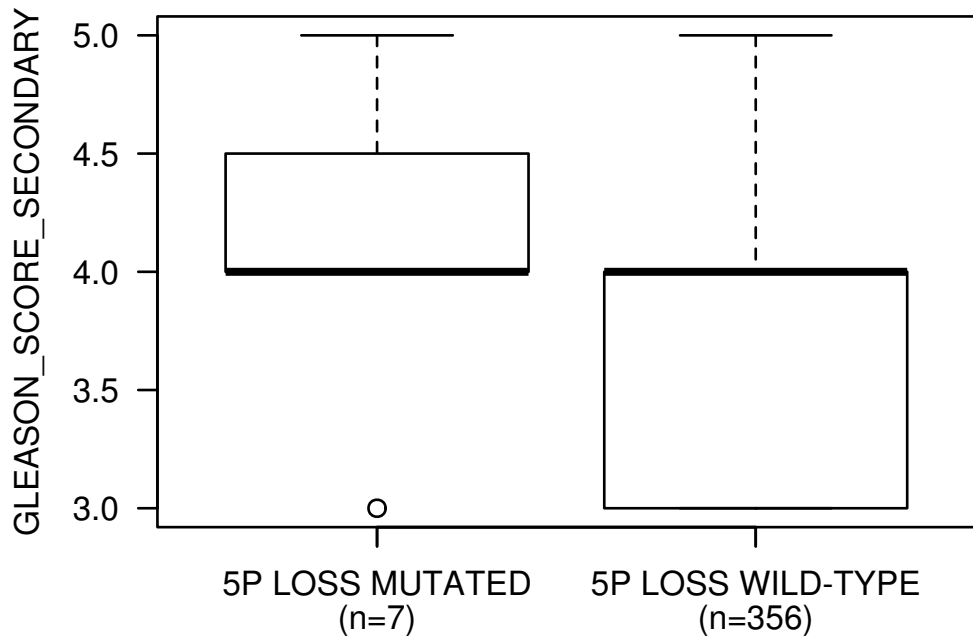 GLEASON_SCORE_SECONDARY
5.0
4.5
4.0
3.5
3.0
5P LOSS MUTATED
(n=7)
5P LOSS WILD-TYPE
(n=356)